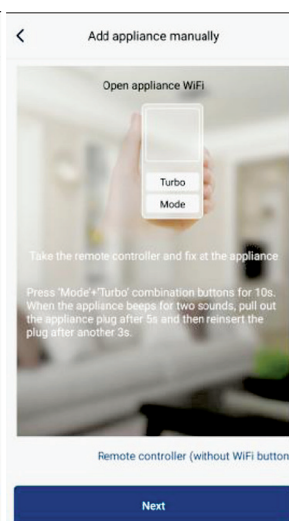 Add appliance manually
Open appliance WiFi
Turbo
Mode
Take the remote controller and fix at the appliance
Press 'Mode'+'Turbo' combination buttons for 10s.
When the appliance beeps for two sounds, pull out
the appliance plug after 5s and then reinsert the
plug after another 3s.
Remote controller (without WiFi button
Next